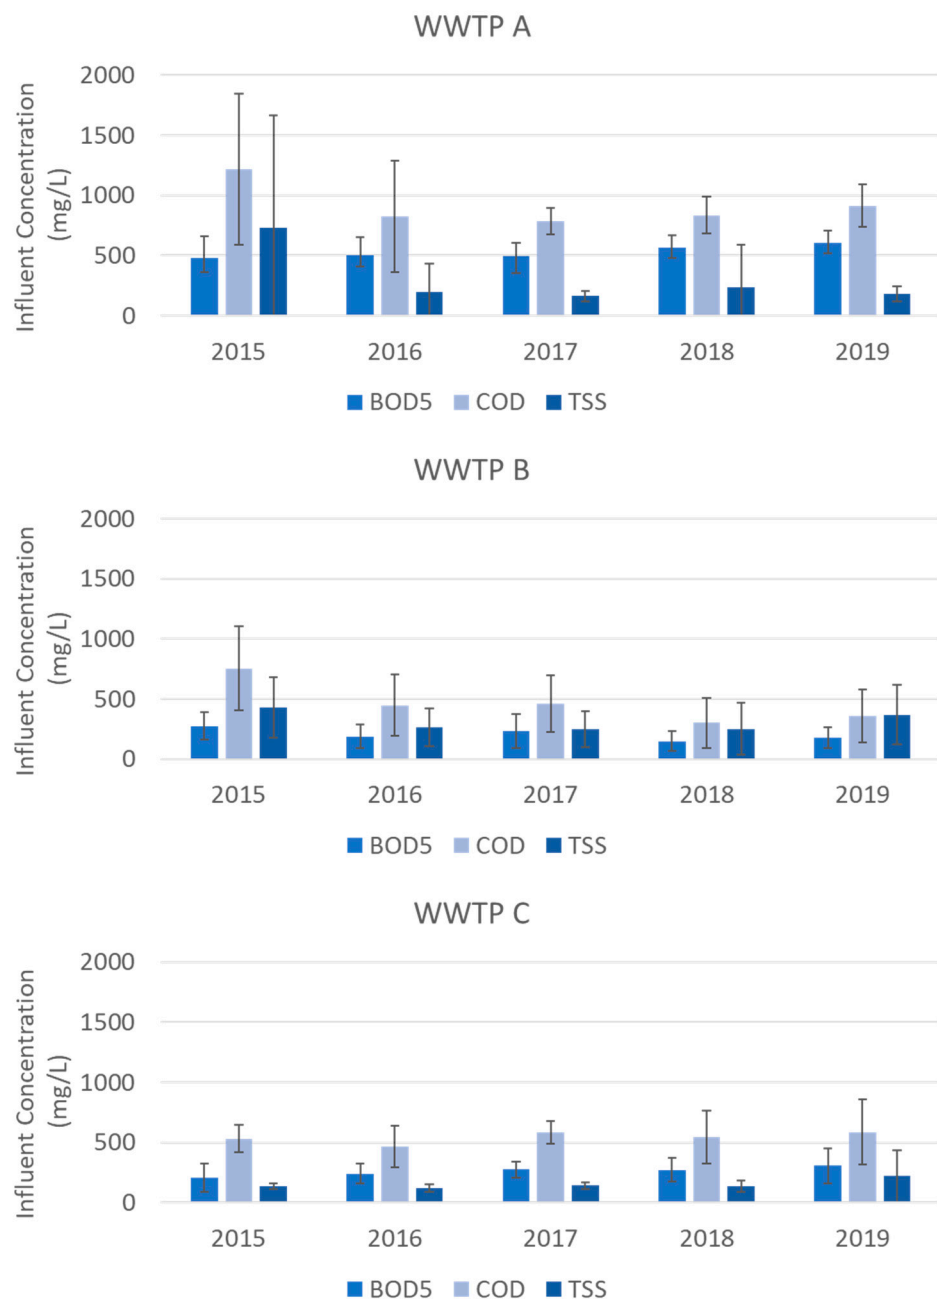 WWTP A
Influent Concentration
(mg/L)
2000
1500
1000
500
0
2015 2016 2017 2018 2019
BOD5 COD TSS
WWTP B
Influent Concentration
(mg/L)
2000
1500
1000
500
0
2015 2016 2017 2018 2019
BOD5 COD TSS
WWTP C
Influent Concentration
(mg/L)
2000
1500
1000
500
0
2015 2016 2017 2018 2019
BOD5 COD TSS